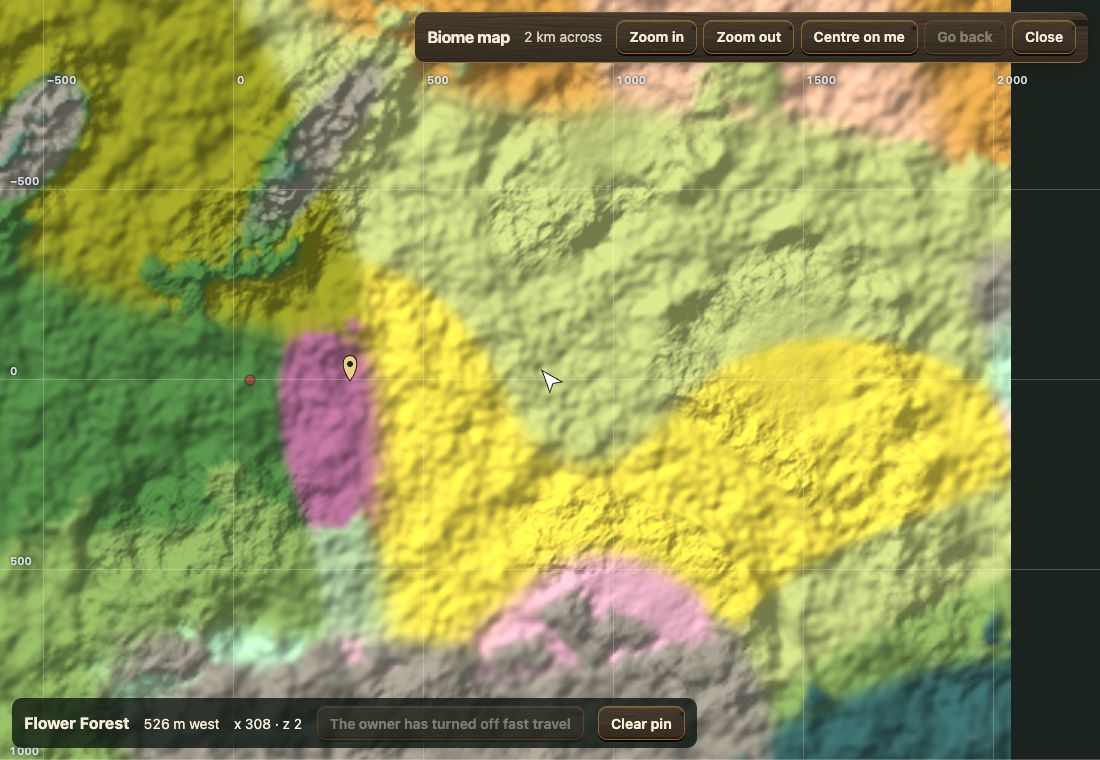 Biome map 2 km across Zoom in Zoom out Centre on me Go back Close
−500 0 500 1000 1500 2000
−500
0
500
1000
Flower Forest 526 m west x 308 · z 2 The owner has turned off fast travel Clear pin